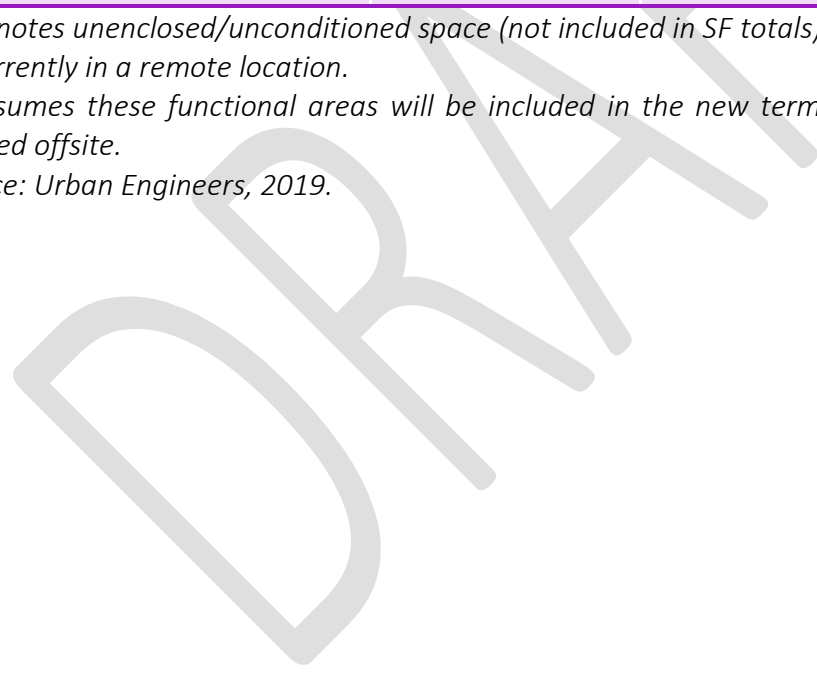 notes unenclosed/unconditioned space (not included in SF totals)
rrently in a remote location.
sumes these functional areas will be included in the new term
ed offsite.
ce: Urban Engineers, 2019.
DRA